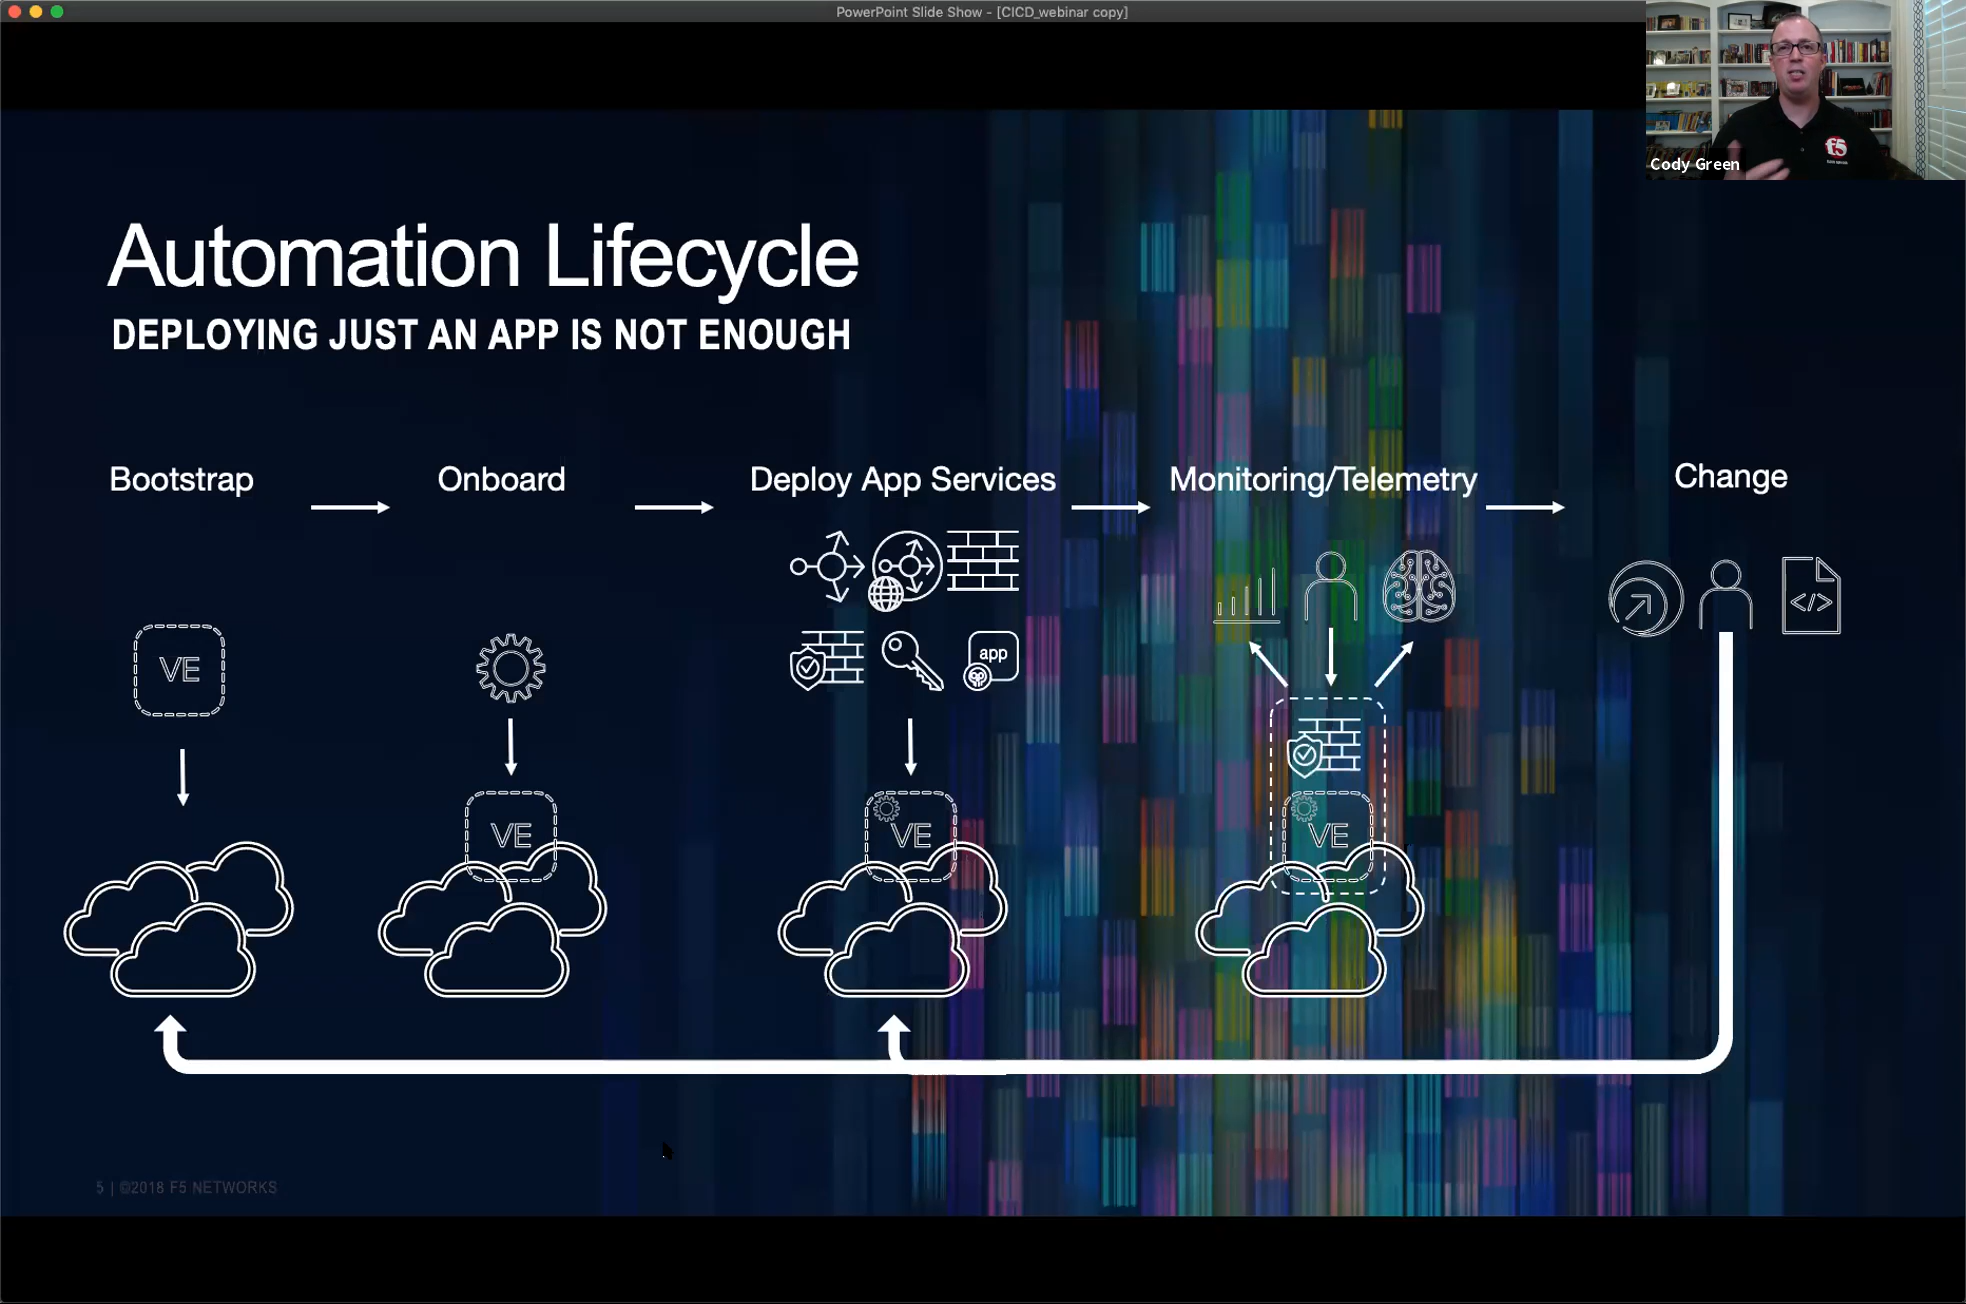 PowerPoint Slide Show - [CICD_webinar copy]
f5
Cody Green
Automation Lifecycle
DEPLOYING JUST AN APP IS NOT ENOUGH
Bootstrap
Onboard
Deploy App Services
Monitoring/Telemetry
Change
</>
app
VE
VE
VE
VE
5 | ©2018 F5 NETWORKS